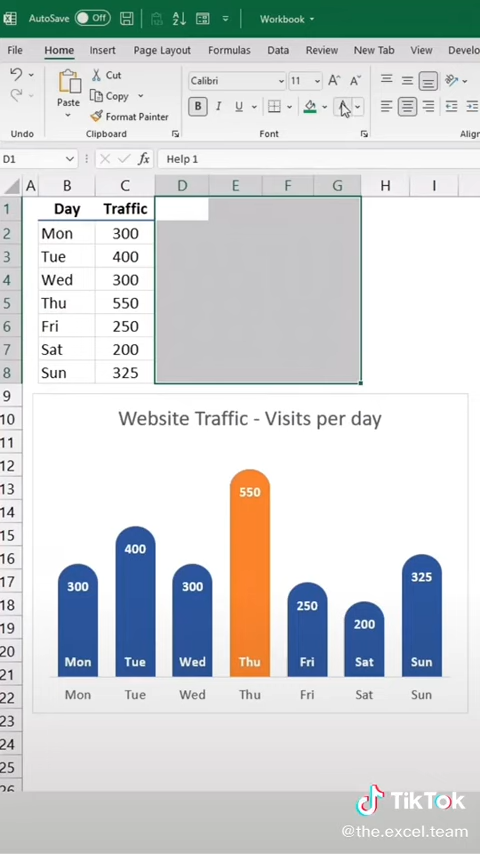 AutoSave Off Workbook
File Home Insert Page Layout Formulas Data Review New Tab View Develo
Undo
Paste
Cut
Copy
Format Painter
Clipboard
Calibri 11 A A
B I U A
Font
Align
D1 fx Help 1
A B C D E F G H I
1 Day Traffic
2 Mon 300
3 Tue 400
4 Wed 300
5 Thu 550
6 Fri 250
7 Sat 200
8 Sun 325
9
10
11
12
13
14
15
16
17
18
19
20
21
22
23
24
25
26
Website Traffic - Visits per day
300 400 300 550 250 200 325
Mon Tue Wed Thu Fri Sat Sun
Mon Tue Wed Thu Fri Sat Sun
TikTok
@the.excel.team